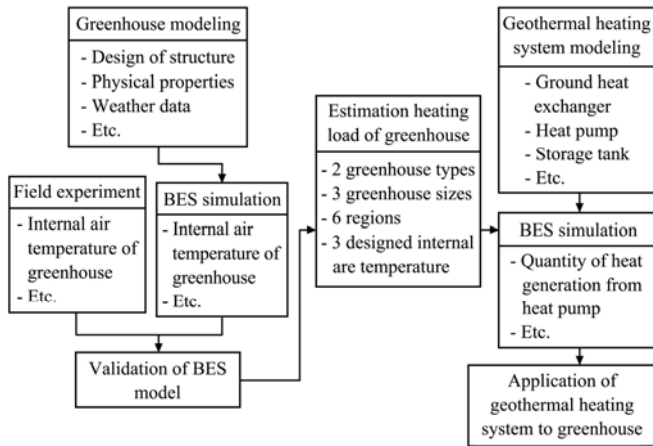 Greenhouse modeling
- Design of structure
- Physical properties
- Weather data
- Etc.
Field experiment
- Internal air
temperature of
greenhouse
- Etc.
BES simulation
- Internal air
temperature of
greenhouse
- Etc.
Validation of BES
model
Estimation heating
load of greenhouse
- 2 greenhouse types
- 3 greenhouse sizes
- 6 regions
- 3 designed internal
are temperature
Geothermal heating
system modeling
- Ground heat
exchanger
- Heat pump
- Storage tank
- Etc.
BES simulation
- Quantity of heat
generation from
heat pump
- Etc.
Application of
geothermal heating
system to greenhouse